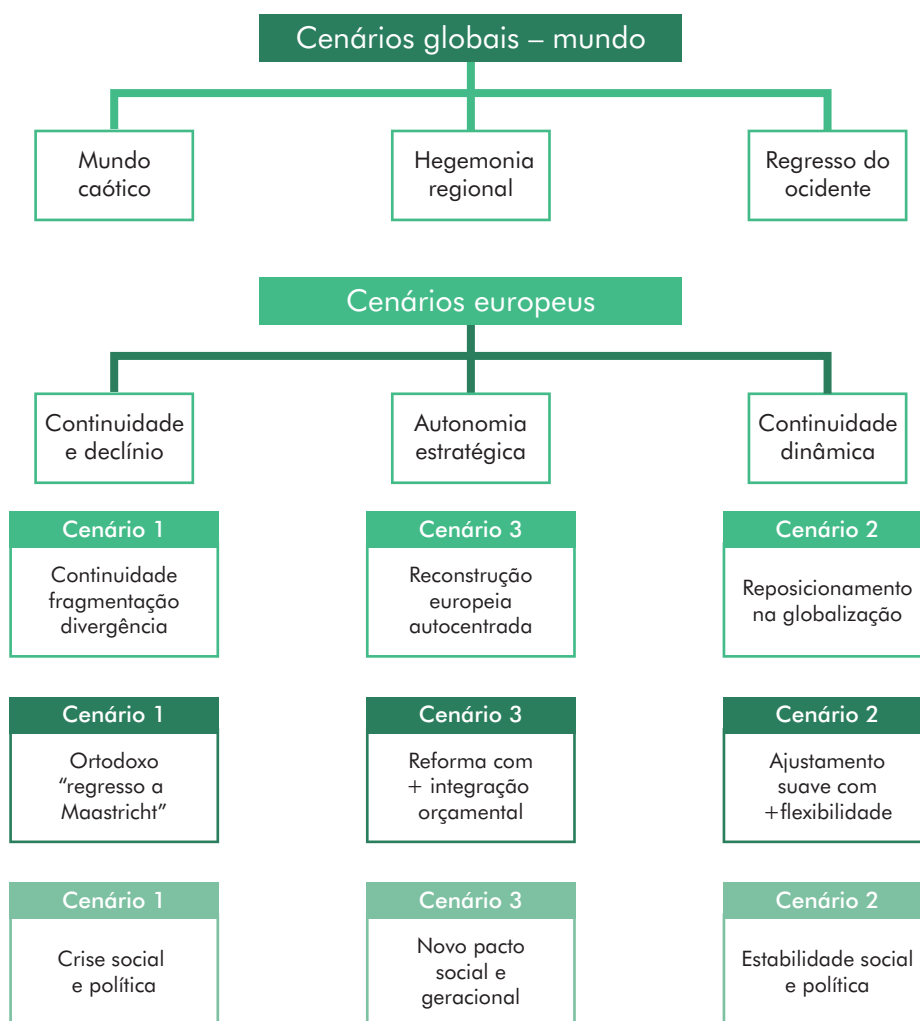 Cenários globais – mundo
Mundo
caótico
Hegemonia
regional
Regresso do
ocidente
Cenários europeus
Continuidade
e declínio
Autonomia
estratégica
Continuidade
dinâmica
Cenário 1
Continuidade
fragmentação
divergência
Cenário 3
Reconstrução
europeia
autocentrada
Cenário 2
Reposicionamento
na globalização
Cenário 1
Ortodoxo
“regresso a
Maastricht”
Cenário 3
Reforma com
+ integração
orçamental
Cenário 2
Ajustamento
suave com
+flexibilidade
Cenário 1
Crise social
e política
Cenário 3
Novo pacto
social e
geracional
Cenário 2
Estabilidade social
e política